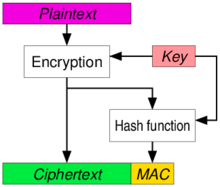 Plaintext
Encryption
Key
Hash function
Ciphertext
MAC